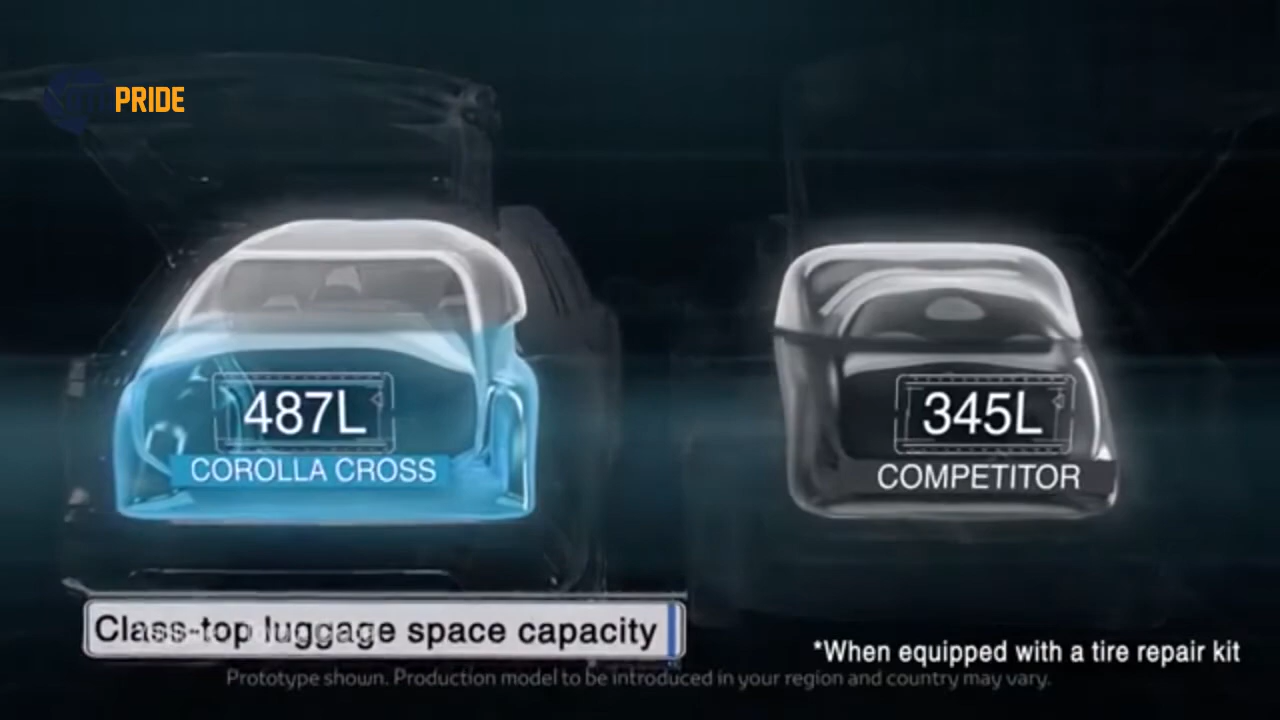 PRIDE
487L
COROLLA CROSS
345L
COMPETITOR
Class-top luggage space capacity
*When equipped with a tire repair kit
Prototype shown. Production model to be introduced in your region and country may vary.